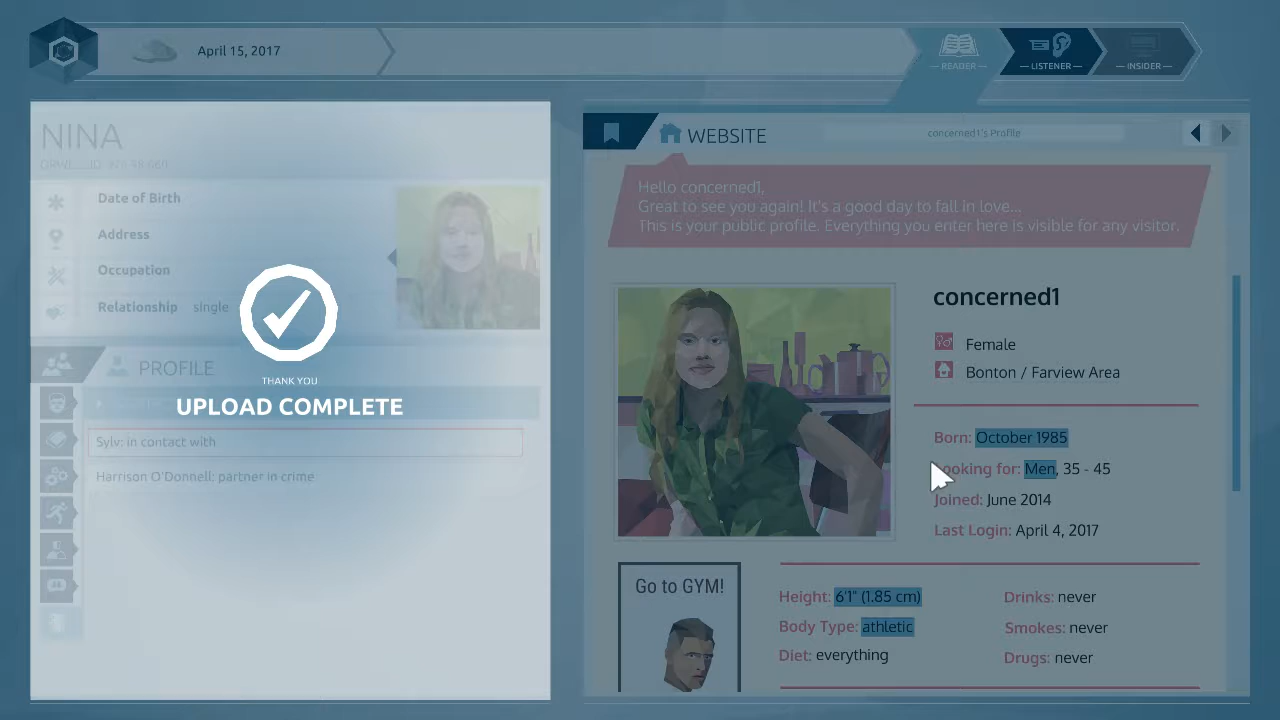 April 15, 2017
— READER —
— LISTENER —
— INSIDER —
NINA
Date of Birth
Address
Occupation
Relationship single
PROFILE
THANK YOU
UPLOAD COMPLETE
Sylv: in contact with
Harrison O'Donnell: partner in crime
WEBSITE
concerned1's Profile
Hello concerned1,
Great to see you again! It's a good day to fall in love...
This is your public profile. Everything you enter here is visible for any visitor.
concerned1
Female
Bonton / Farview Area
Born: October 1985
Looking for: Men, 35 - 45
Joined: June 2014
Last Login: April 4, 2017
Go to GYM!
Height: 6'1" (1.85 cm)
Body Type: athletic
Diet: everything
Drinks: never
Smokes: never
Drugs: never